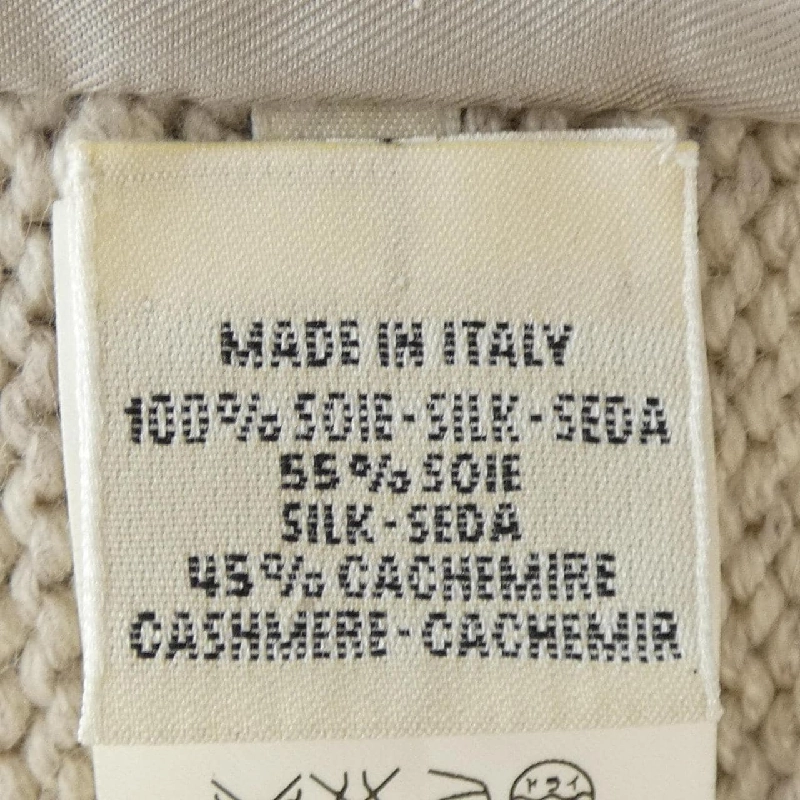 MADE IN ITALY
100% SOIE-SILK-SEDA
55% SOIE
SILK-SEDA
45% CACHEMIRE
CASHMERE-CACHEMIR